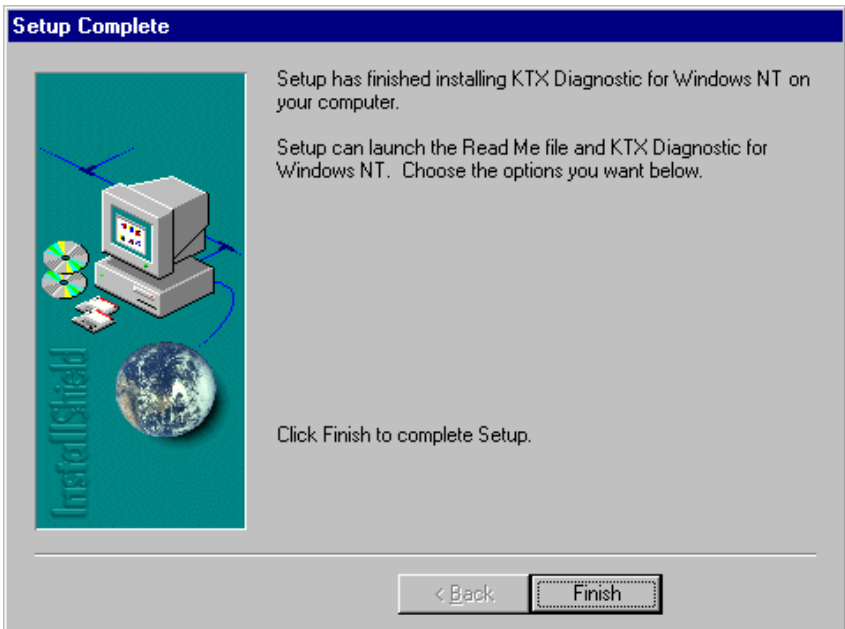 Setup Complete
Setup has finished installing KTX Diagnostic for Windows NT on
your computer.
Setup can launch the Read Me file and KTX Diagnostic for
Windows NT.  Choose the options you want below.
InstallShield
Click Finish to complete Setup.
< Back
Finish